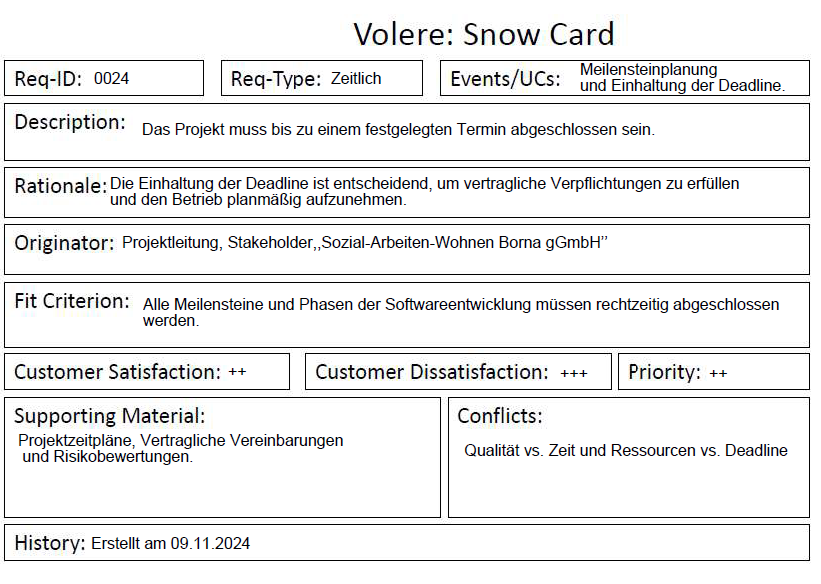 Volere: Snow Card
Req-ID: 0024
Req-Type: Zeitlich
Events/UCs: Meilensteinplanung
und Einhaltung der Deadline.
Description: Das Projekt muss bis zu einem festgelegten Termin abgeschlossen sein.
Rationale: Die Einhaltung der Deadline ist entscheidend, um vertragliche Verpflichtungen zu erfüllen
und den Betrieb planmäßig aufzunehmen.
Originator: Projektleitung, Stakeholder,,Sozial-Arbeiten-Wohnen Borna gGmbH’’
Fit Criterion: Alle Meilensteine und Phasen der Softwareentwicklung müssen rechtzeitig abgeschlossen
werden.
Customer Satisfaction: ++
Customer Dissatisfaction: +++
Priority: ++
Supporting Material:
Projektzeitpläne, Vertragliche Vereinbarungen
und Risikobewertungen.
Conflicts:
Qualität vs. Zeit und Ressourcen vs. Deadline
History: Erstellt am 09.11.2024